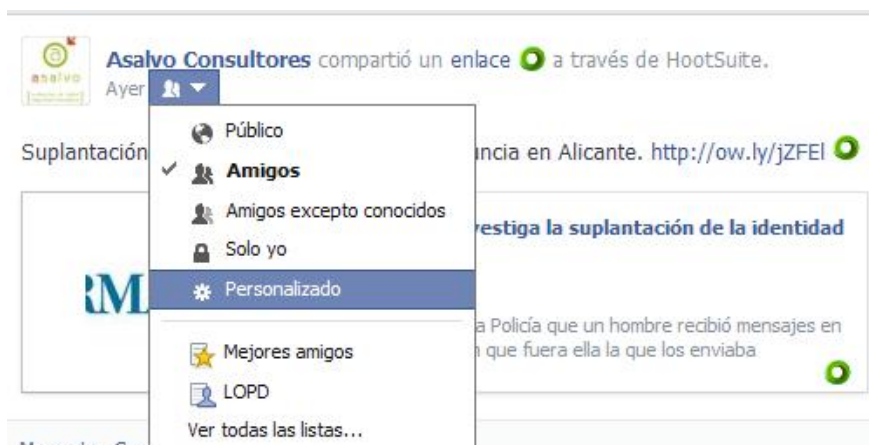 asalvo
Asalvo Consultores compartió un enlace a través de HootSuite.
Ayer
Suplantación
uncia en Alicante. http://ow.ly/jZFEl
Público
Amigos
Amigos excepto conocidos
Solo yo
Personalizado
Mejores amigos
LOPD
Ver todas las listas...
estiga la suplantación de la identidad
RM
a Policía que un hombre recibió mensajes en
que fuera ella la que los enviaba